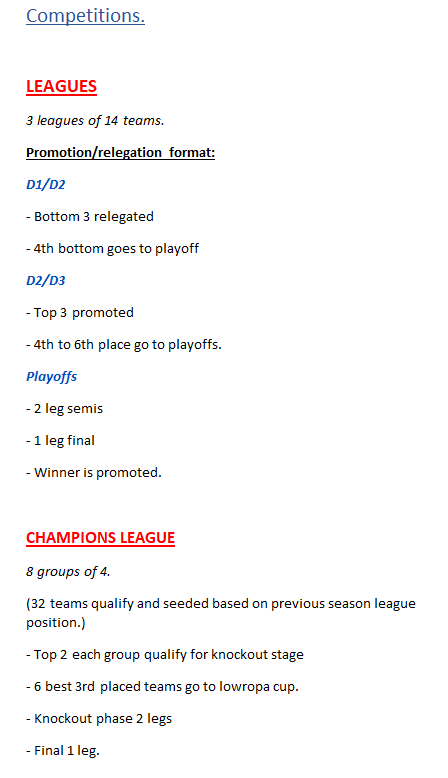 Competitions.
LEAGUES
3 leagues of 14 teams.
Promotion/relegation format:
D1/D2
- Bottom 3 relegated
- 4th bottom goes to playoff
D2/D3
- Top 3 promoted
- 4th to 6th place go to playoffs.
Playoffs
- 2 leg semis
- 1 leg final
- Winner is promoted.
CHAMPIONS LEAGUE
8 groups of 4.
(32 teams qualify and seeded based on previous season league
position.)
- Top 2 each group qualify for knockout stage
- 6 best 3rd placed teams go to lowropa cup.
- Knockout phase 2 legs
- Final 1 leg.